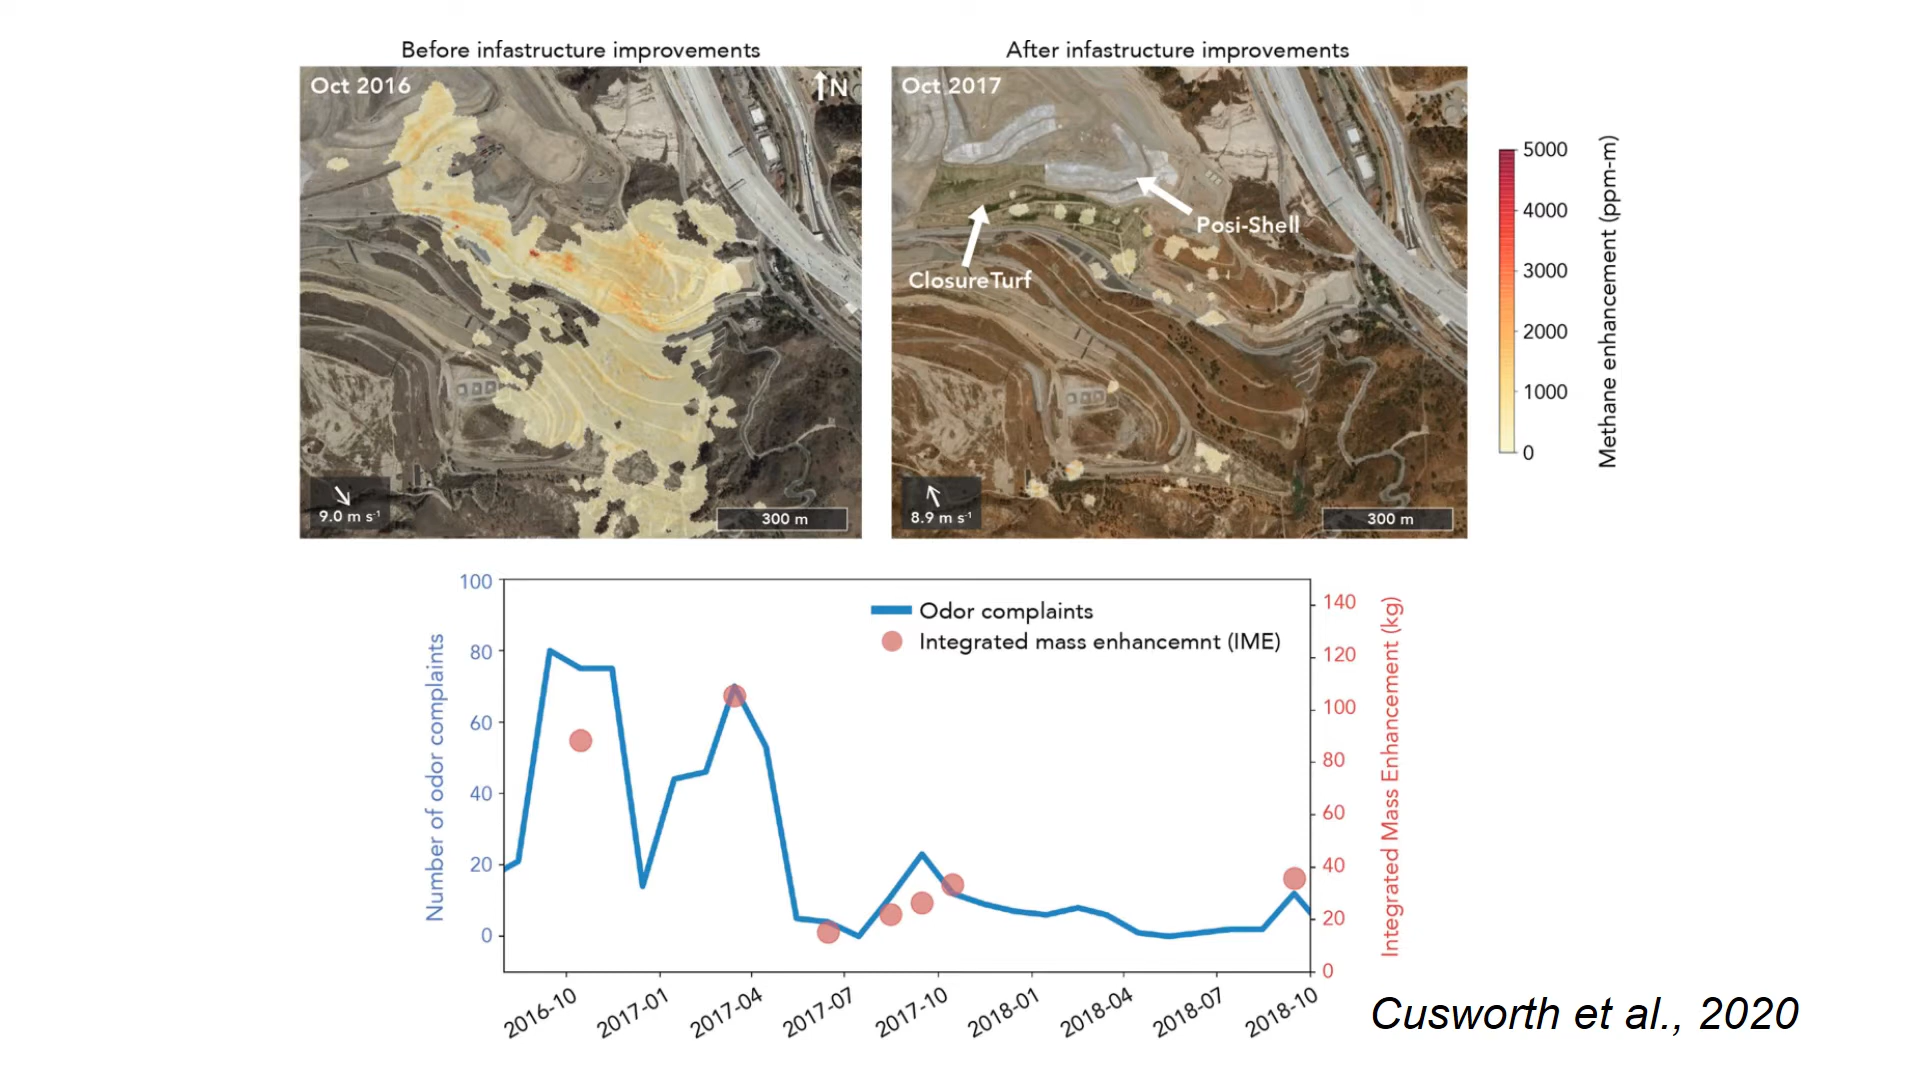 Before infastructure improvements
After infastructure improvements
Oct 2016
N
Oct 2017
Posi-Shell
ClosureTurf
9.0 m s⁻¹
300 m
8.9 m s⁻¹
300 m
5000
4000
3000
2000
1000
0
Methane enhancement (ppm-m)
Odor complaints
Integrated mass enhancemnt (IME)
100
80
60
40
20
0
Number of odor complaints
140
120
100
80
60
40
20
0
Integrated Mass Enhancement (kg)
2016-10
2017-01
2017-04
2017-07
2017-10
2018-01
2018-04
2018-07
2018-10
Cusworth et al., 2020